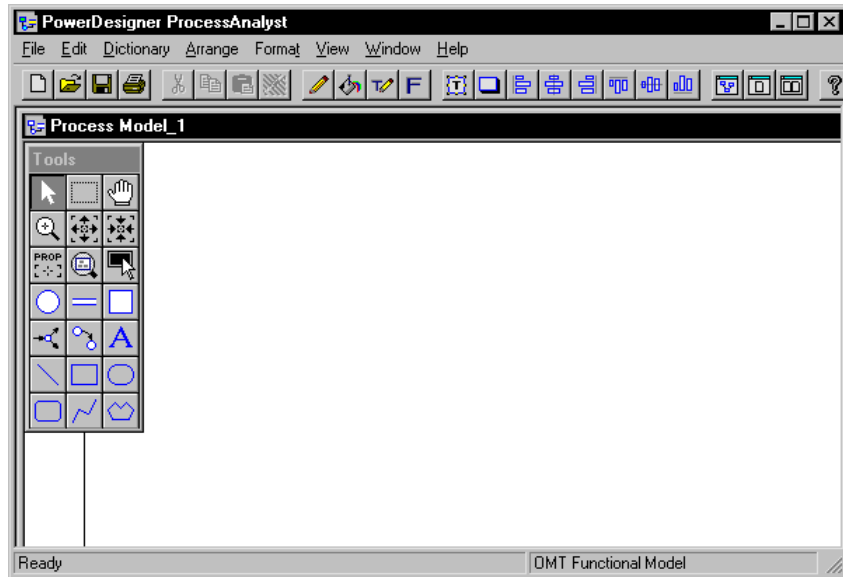 PowerDesigner ProcessAnalyst
File Edit Dictionary Arrange Format View Window Help
T F T ?
Process Model_1
Tools
PROP
A
Ready OMT Functional Model